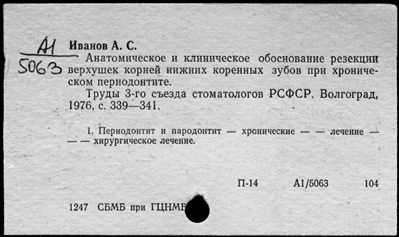 А1
5063
Иванов А. С.
Анатомическое и клиническое обоснование резекции
верхушек корней нижних коренных зубов при хрониче-
ском периодонтите.
Труды 3-го съезда стоматологов РСФСР. Волгоград,
1976, с. 339—341.
1. Периодонтит и пародонтит — хронические — — лечение —
— — хирургическое лечение.
П-14 А1/5063 104
1247 СБМБ при ГЦНМБ